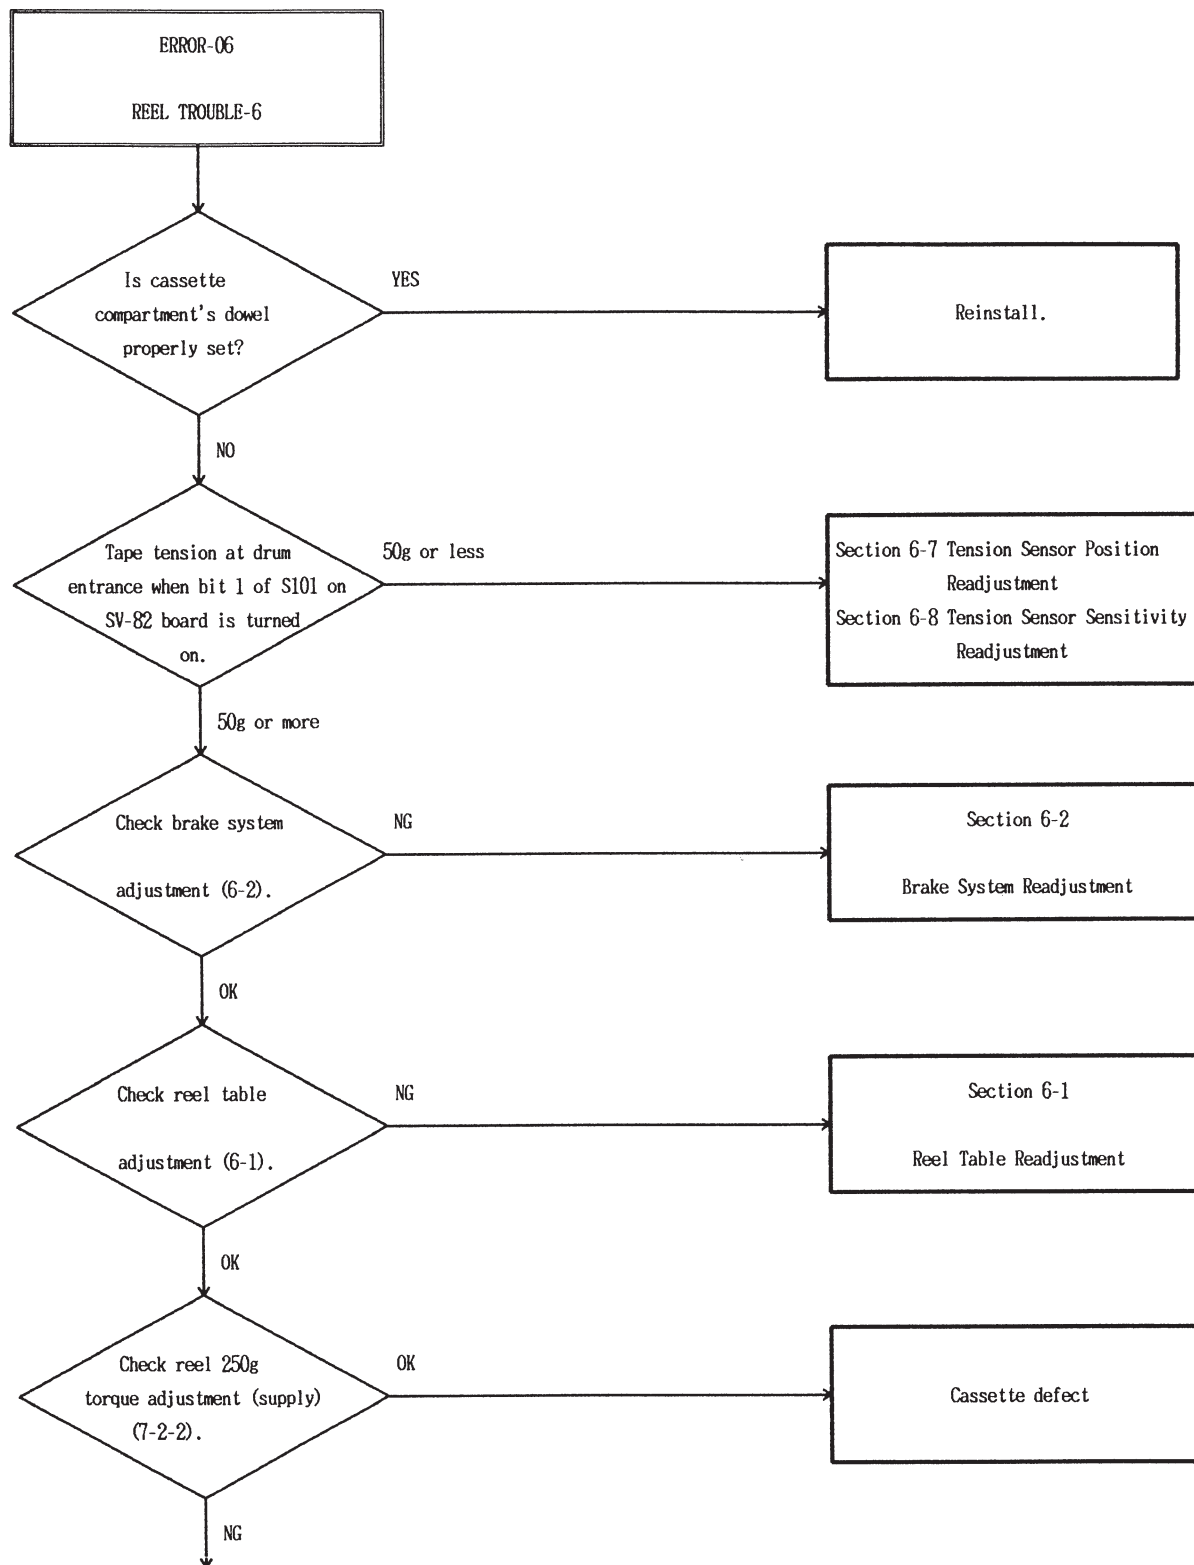 ERROR-06
REEL TROUBLE-6
Is cassette
compartment's dowel
properly set?
YES
Reinstall.
NO
Tape tension at drum
entrance when bit 1 of S101 on
SV-82 board is turned
on.
50g or less
Section 6-7 Tension Sensor Position
Readjustment
Section 6-8 Tension Sensor Sensitivity
Readjustment
50g or more
Check brake system
adjustment (6-2).
NG
Section 6-2
Brake System Readjustment
OK
Check reel table
adjustment (6-1).
NG
Section 6-1
Reel Table Readjustment
OK
Check reel 250g
torque adjustment (supply)
(7-2-2).
OK
Cassette defect
NG